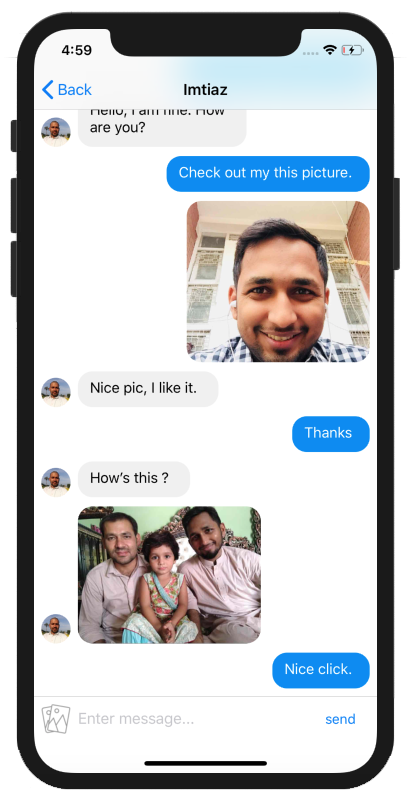 4:59
Back
Imtiaz
Hello, I am fine. How
are you?
Check out my this picture.
Nice pic, I like it.
Thanks
How's this ?
Nice click.
Enter message...
send